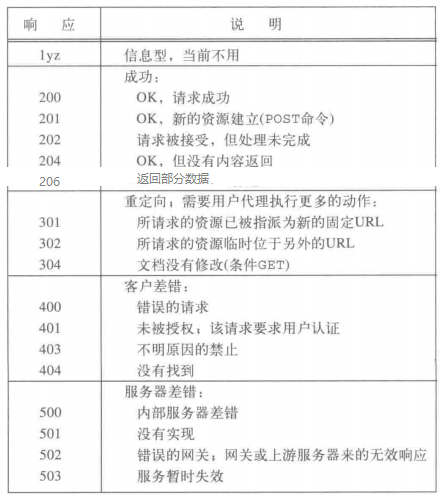 响 应 说 明
1yz 信息型，当前不用
成功：
200 OK，请求成功
201 OK，新的资源建立(POST命令)
202 请求被接受，但处理未完成
204 OK，但没有内容返回
206 返回部分数据
重定向；需要用户代理执行更多的动作：
301 所请求的资源已被指派为新的固定URL
302 所请求的资源临时位于另外的URL
304 文档没有修改(条件GET)
客户差错：
400 错误的请求
401 未被授权；该请求要求用户认证
403 不明原因的禁止
404 没有找到
服务器差错：
500 内部服务器差错
501 没有实现
502 错误的网关；网关或上游服务器来的无效响应
503 服务暂时失效